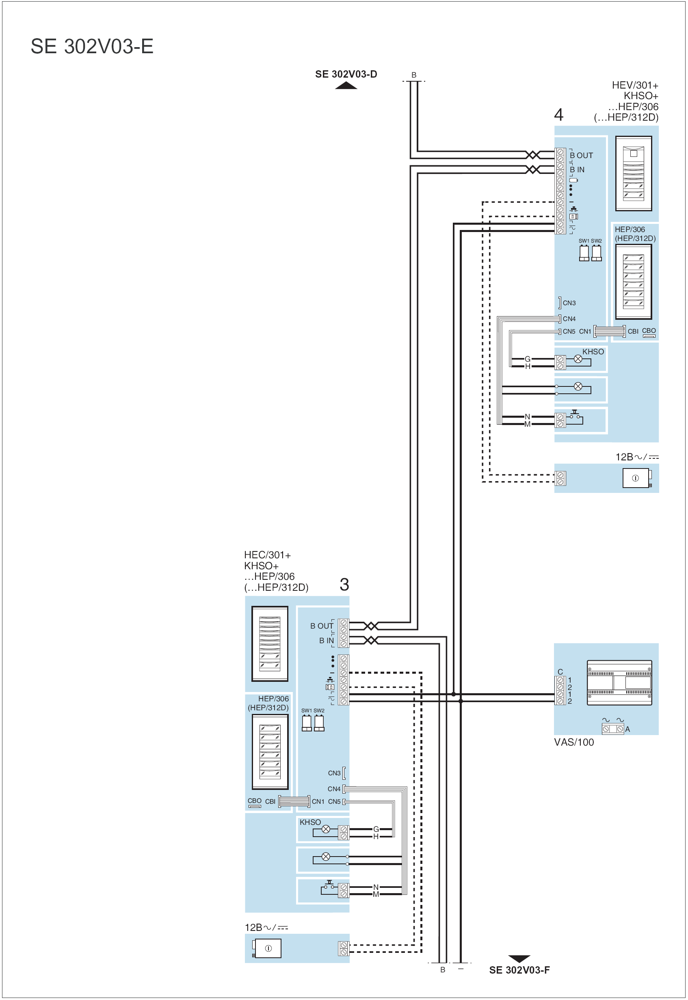 SE 302V03-E
SE 302V03-D
B
HEV/301+
KHSO+
…HEP/306
(…HEP/312D)
4
B OUT
B IN
HEP/306
(HEP/312D)
SW1 SW2
CN3
CN4
CN5 CN1 CBI CBO
KHSO
G
H
N
M
12B~/⎓
HEC/301+
KHSO+
…HEP/306
(…HEP/312D)
3
B OUT
B IN
HEP/306
(HEP/312D)
SW1 SW2
CN3
CN4
CBO CBI CN1 CN5
KHSO
G
H
N
M
12B~/⎓
C
1
2
1
2
A
VAS/100
B –
SE 302V03-F